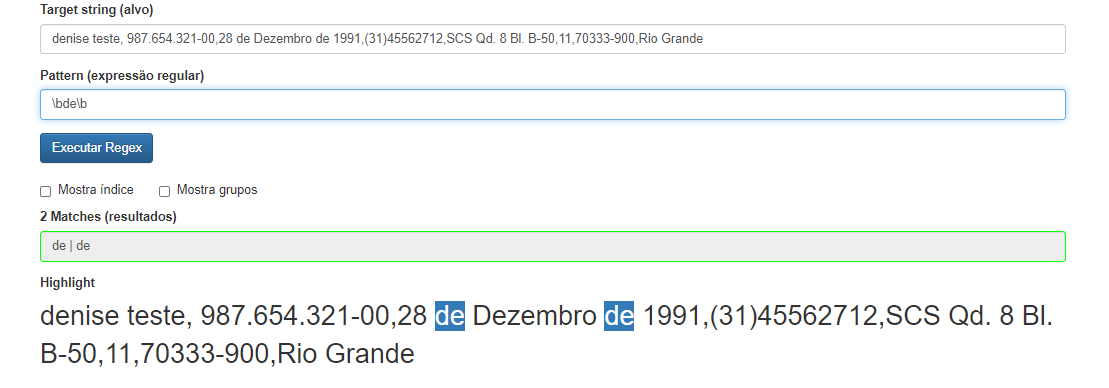 Target string (alvo)
denise teste, 987.654.321-00,28 de Dezembro de 1991,(31)45562712,SCS Qd. 8 Bl. B-50,11,70333-900,Rio Grande
Pattern (expressão regular)
\bde\b
Executar Regex
Mostra índice Mostra grupos
2 Matches (resultados)
de | de
Highlight
denise teste, 987.654.321-00,28 de Dezembro de 1991,(31)45562712,SCS Qd. 8 Bl.
B-50,11,70333-900,Rio Grande